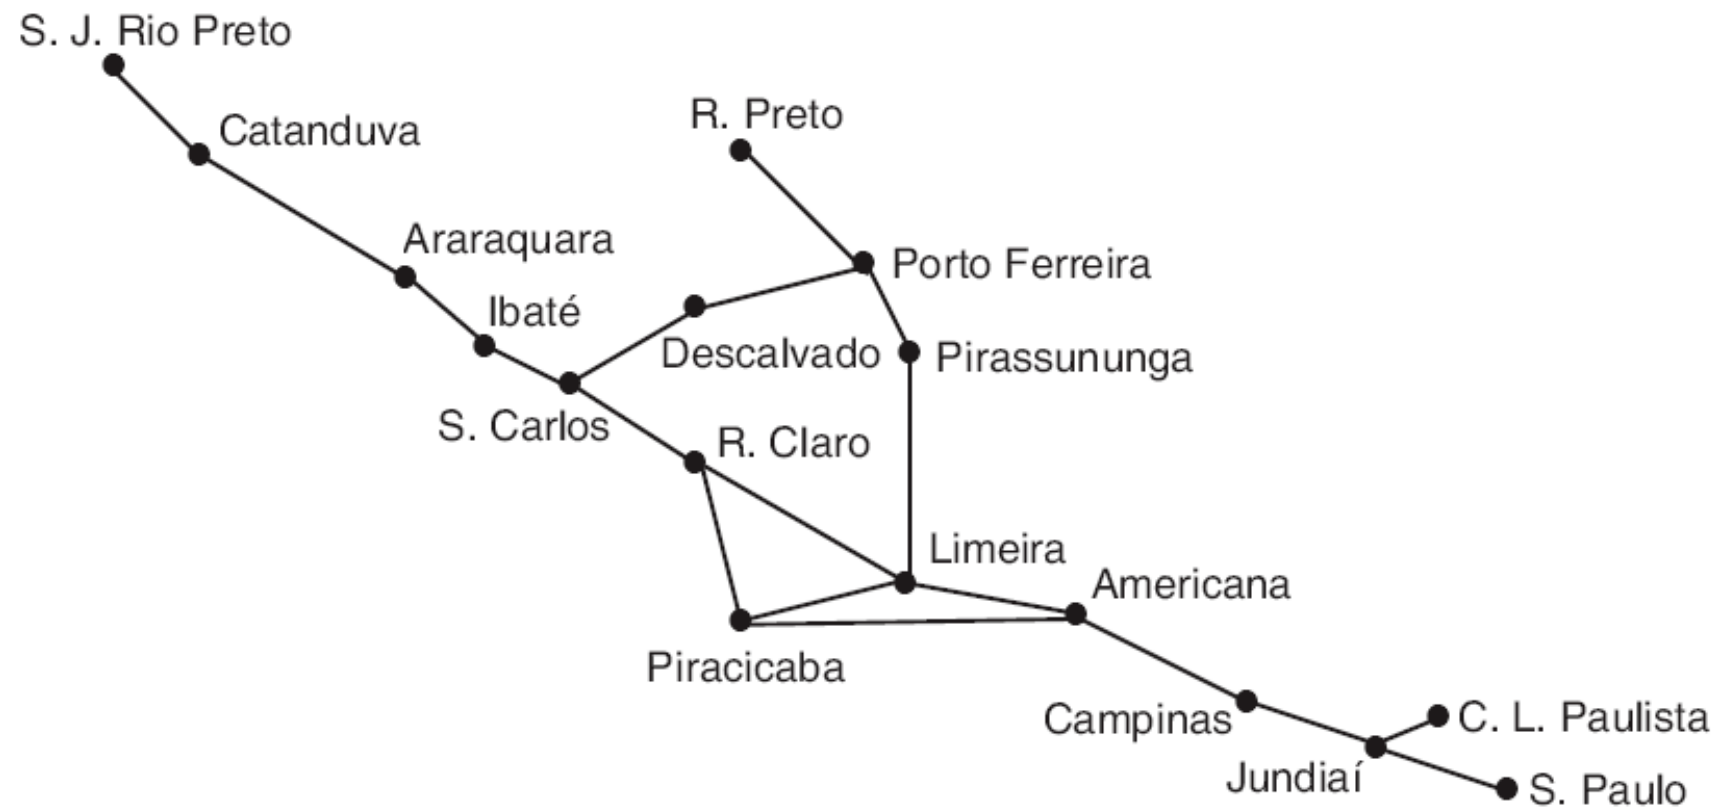 S. J. Rio Preto
R. Preto
Catanduva
Araraquara
Porto Ferreira
Ibaté
Descalvado
Pirassununga
S. Carlos
R. Claro
Limeira
Americana
Piracicaba
Campinas
C. L. Paulista
Jundiaí
S. Paulo